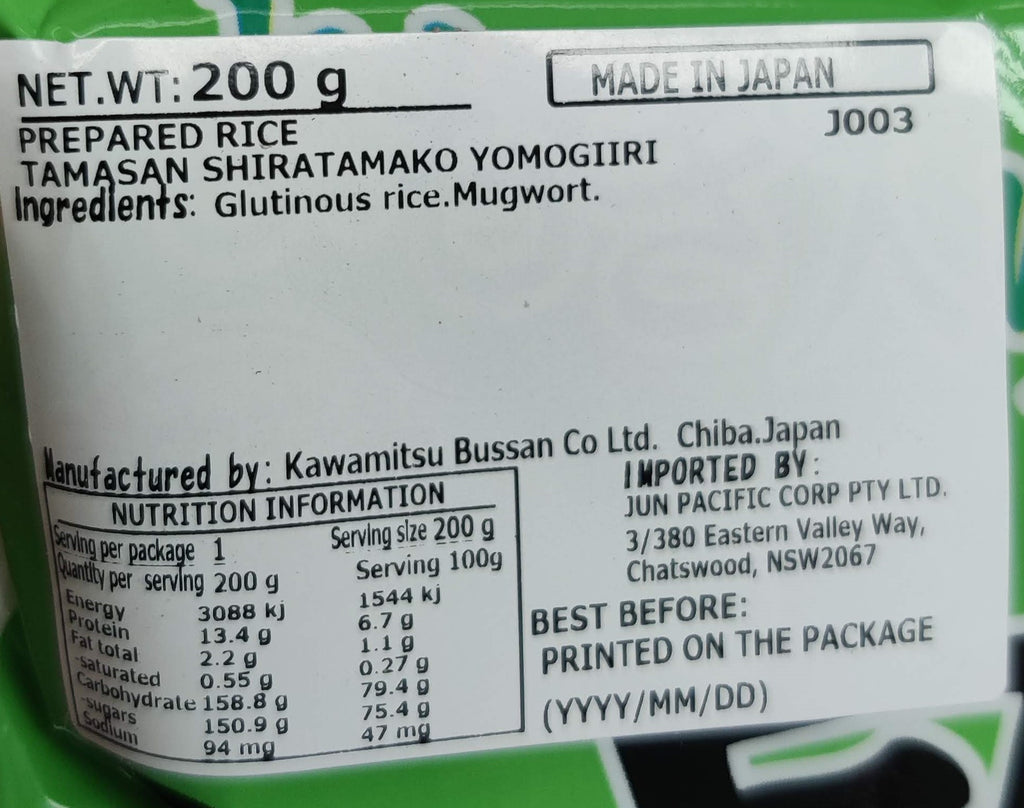 NET.WT: 200 g
MADE IN JAPAN
J003
PREPARED RICE
TAMASAN SHIRATAMAKO YOMOGIIRI
Ingredients: Glutinous rice.Mugwort.
Manufactured by: Kawamitsu Bussan Co Ltd. Chiba.Japan
NUTRITION INFORMATION
Serving per package 1 Serving size 200 g
Quantity per serving 200 g Serving 100g
Energy 3088 kj 1544 kj
Protein 13.4 g 6.7 g
Fat total 2.2 g 1.1 g
-saturated 0.55 g 0.27 g
Carbohydrate 158.8 g 79.4 g
-sugars 150.9 g 75.4 g
Sodium 94 mg 47 mg
IMPORTED BY:
JUN PACIFIC CORP PTY LTD.
3/380 Eastern Valley Way,
Chatswood, NSW2067
BEST BEFORE:
PRINTED ON THE PACKAGE
(YYYY/MM/DD)